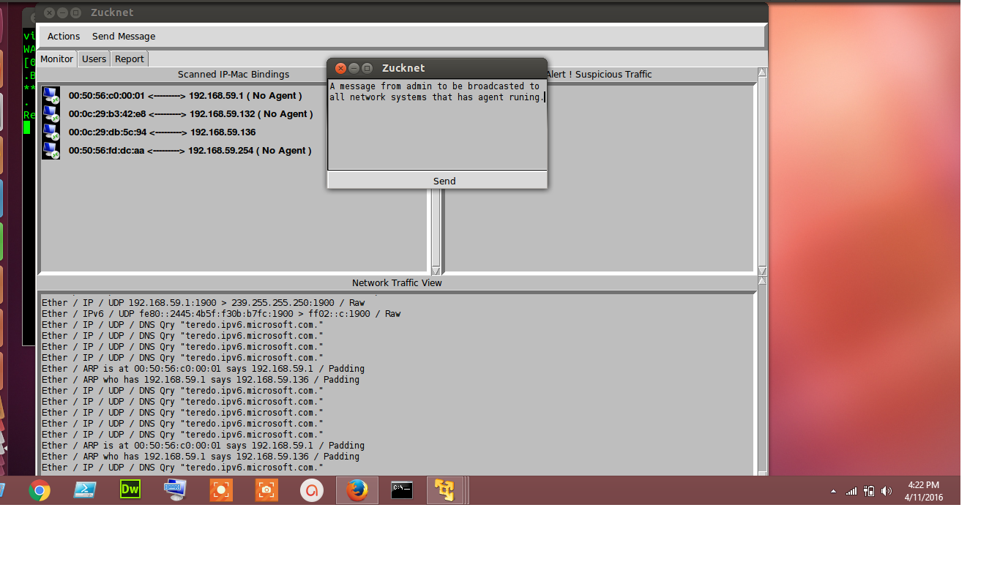 Zucknet
Actions Send Message
Monitor Users Report
Scanned IP-Mac Bindings
Alert ! Suspicious Traffic
00:50:56:c0:00:01 <---------> 192.168.59.1 ( No Agent )
00:0c:29:b3:42:e8 <---------> 192.168.59.132 ( No Agent )
00:0c:29:db:5c:94 <---------> 192.168.59.136
00:50:56:fd:dc:aa <---------> 192.168.59.254 ( No Agent )
Zucknet
A message from admin to be broadcasted to
all network systems that has agent runing.
Send
vi
WA
[0
.B
**
.
Re
Network Traffic View
Ether / IP / UDP 192.168.59.1:1900 > 239.255.255.250:1900 / Raw
Ether / IPv6 / UDP fe80::2445:4b5f:f30b:b7fc:1900 > ff02::c:1900 / Raw
Ether / IP / UDP / DNS Qry "teredo.ipv6.microsoft.com."
Ether / IP / UDP / DNS Qry "teredo.ipv6.microsoft.com."
Ether / IP / UDP / DNS Qry "teredo.ipv6.microsoft.com."
Ether / IP / UDP / DNS Qry "teredo.ipv6.microsoft.com."
Ether / ARP is at 00:50:56:c0:00:01 says 192.168.59.1 / Padding
Ether / ARP who has 192.168.59.1 says 192.168.59.136 / Padding
Ether / IP / UDP / DNS Qry "teredo.ipv6.microsoft.com."
Ether / IP / UDP / DNS Qry "teredo.ipv6.microsoft.com."
Ether / IP / UDP / DNS Qry "teredo.ipv6.microsoft.com."
Ether / IP / UDP / DNS Qry "teredo.ipv6.microsoft.com."
Ether / IP / UDP / DNS Qry "teredo.ipv6.microsoft.com."
Ether / ARP is at 00:50:56:c0:00:01 says 192.168.59.1 / Padding
Ether / ARP who has 192.168.59.1 says 192.168.59.136 / Padding
Ether / IP / UDP / DNS Qry "teredo.ipv6.microsoft.com."
Dw
C:\._
4:22 PM
4/11/2016